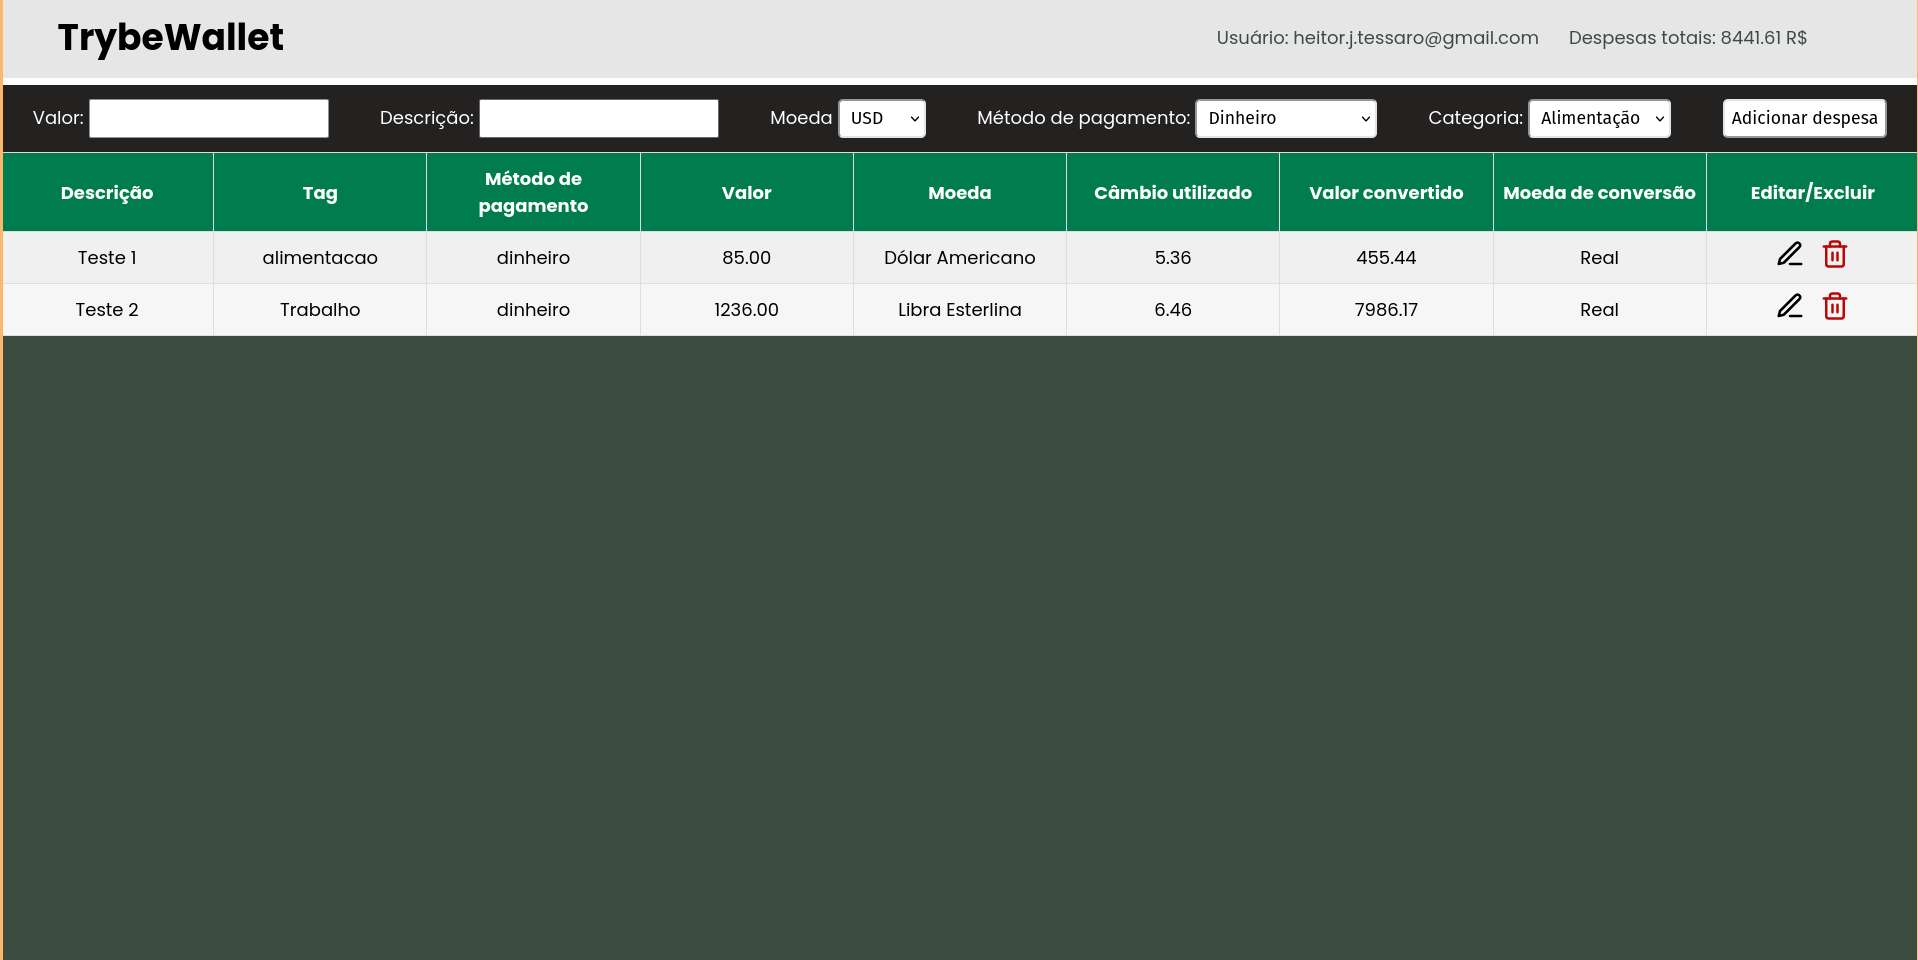 TrybeWallet
Usuário: heitor.j.tessaro@gmail.com Despesas totais: 8441.61 R$
Valor: Descrição: Moeda USD Método de pagamento: Dinheiro Categoria: Alimentação Adicionar despesa
Descrição Tag Método de pagamento Valor Moeda Câmbio utilizado Valor convertido Moeda de conversão Editar/Excluir
Teste 1 alimentacao dinheiro 85.00 Dólar Americano 5.36 455.44 Real
Teste 2 Trabalho dinheiro 1236.00 Libra Esterlina 6.46 7986.17 Real